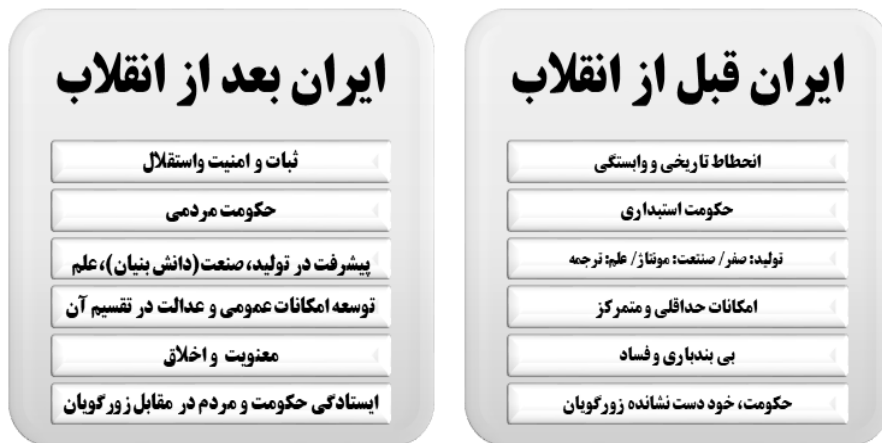 ایران قبل از انقلاب
انحطاط تاریخی و وابستگی
حکومت استبدادی
تولید: صفر/ صنتعت: مونتاژ/ علم: ترجمه
امکانات حداقلی و متمرکز
بی بندباری و فساد
حکومت، خود دست نشانده زورگویان
ایران بعد از انقلاب
ثبات و امنیت واستقلال
حکومت مردمی
پیشرفت در تولید، صنعت(دانش بنیان)، علم
توسعه امکانات عمومی و عدالت در تقسیم آن
معنویت و اخلاق
ایستادگی حکومت و مردم در مقابل زورگویان